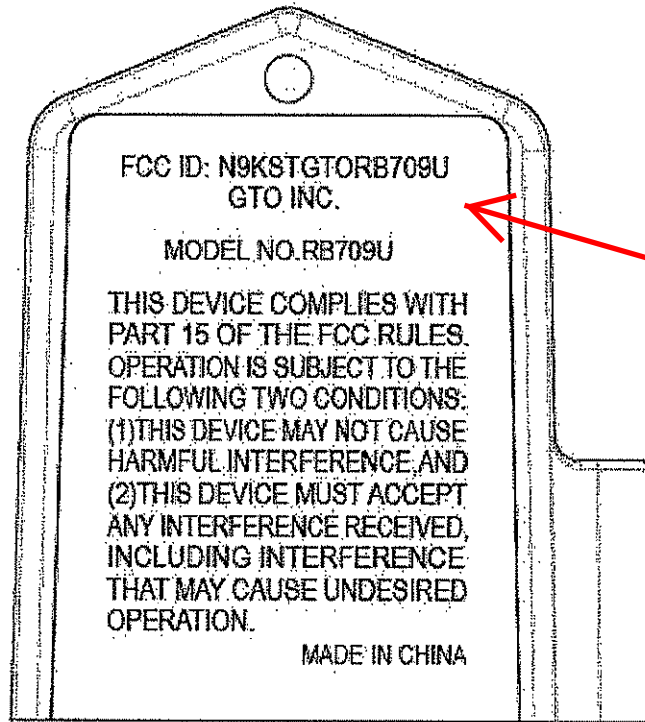 FCC ID: N9KSTGTORB709U
GTO INC.
MODEL NO.RB709U
THIS DEVICE COMPLIES WITH
PART 15 OF THE FCC RULES.
OPERATION IS SUBJECT TO THE
FOLLOWING TWO CONDITIONS:
(1)THIS DEVICE MAY NOT CAUSE
HARMFUL INTERFERENCE,AND
(2)THIS DEVICE MUST ACCEPT
ANY INTERFERENCE RECEIVED,
INCLUDING INTERFERENCE
THAT MAY CAUSE UNDESIRED
OPERATION.
MADE IN CHINA